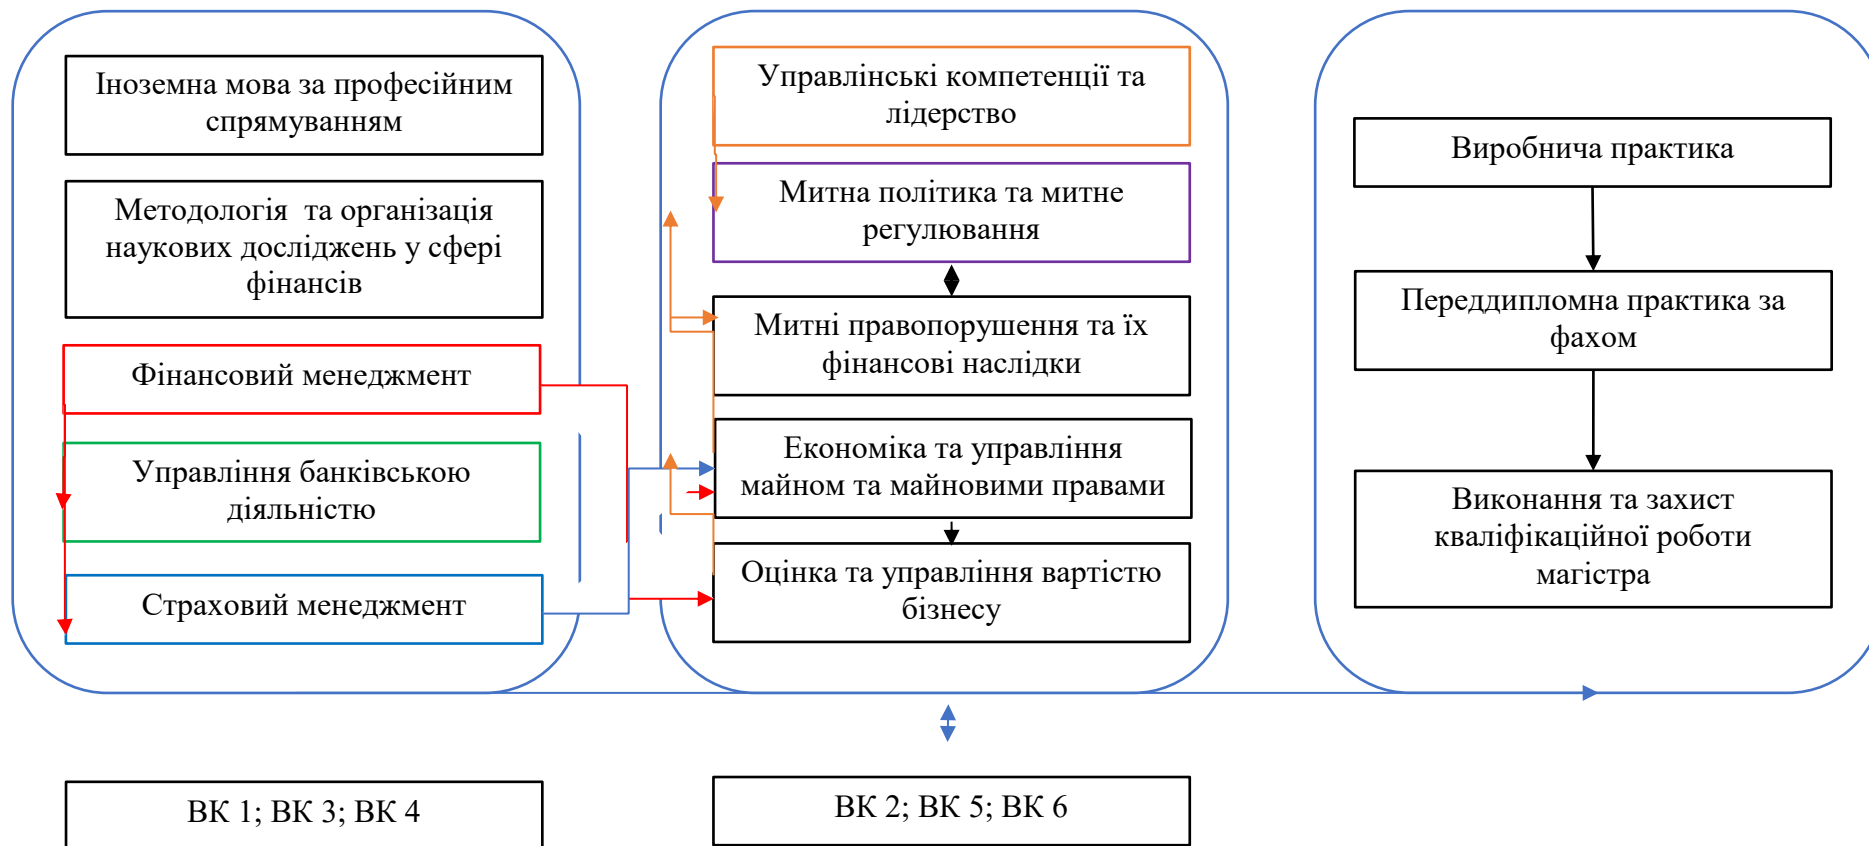 Іноземна мова за професійним
спрямуванням
Методологія та організація
наукових досліджень у сфері
фінансів
Фінансовий менеджмент
Управління банківською
діяльністю
Страховий менеджмент
ВК 1; ВК 3; ВК 4
Управлінські компетенції та
лідерство
Митна політика та митне
регулювання
Митні правопорушення та їх
фінансові наслідки
Економіка та управління
майном та майновими правами
Оцінка та управління вартістю
бізнесу
ВК 2; ВК 5; ВК 6
Виробнича практика
Переддипломна практика за
фахом
Виконання та захист
кваліфікаційної роботи
магістра